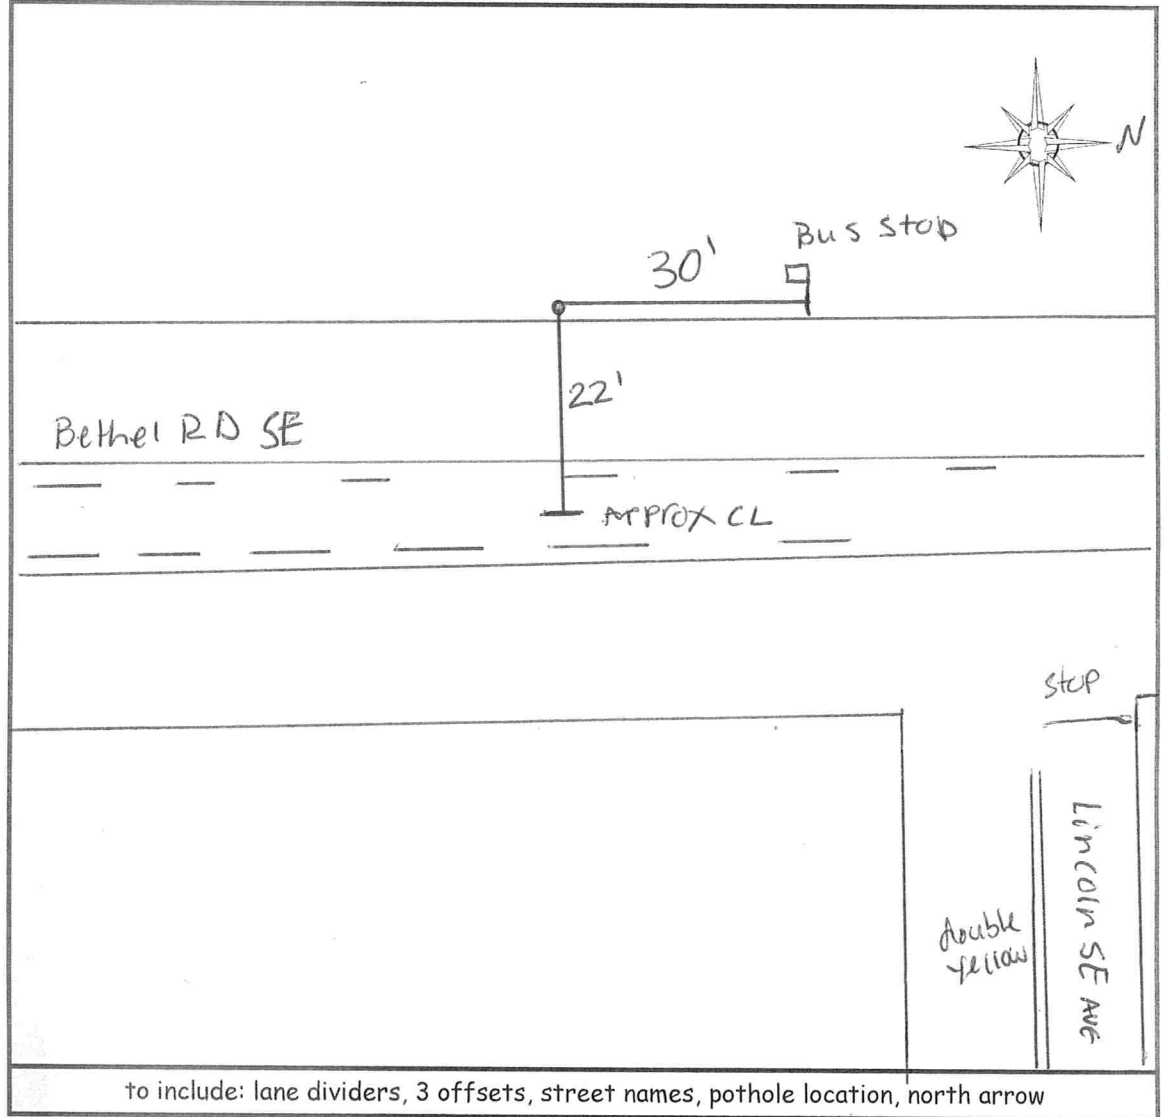 N
Bus Stop
30'
22'
Bethel RD SE
Approx CL
Stop
Lincoln SE Ave
double
yellow
to include: lane dividers, 3 offsets, street names, pothole location, north arrow